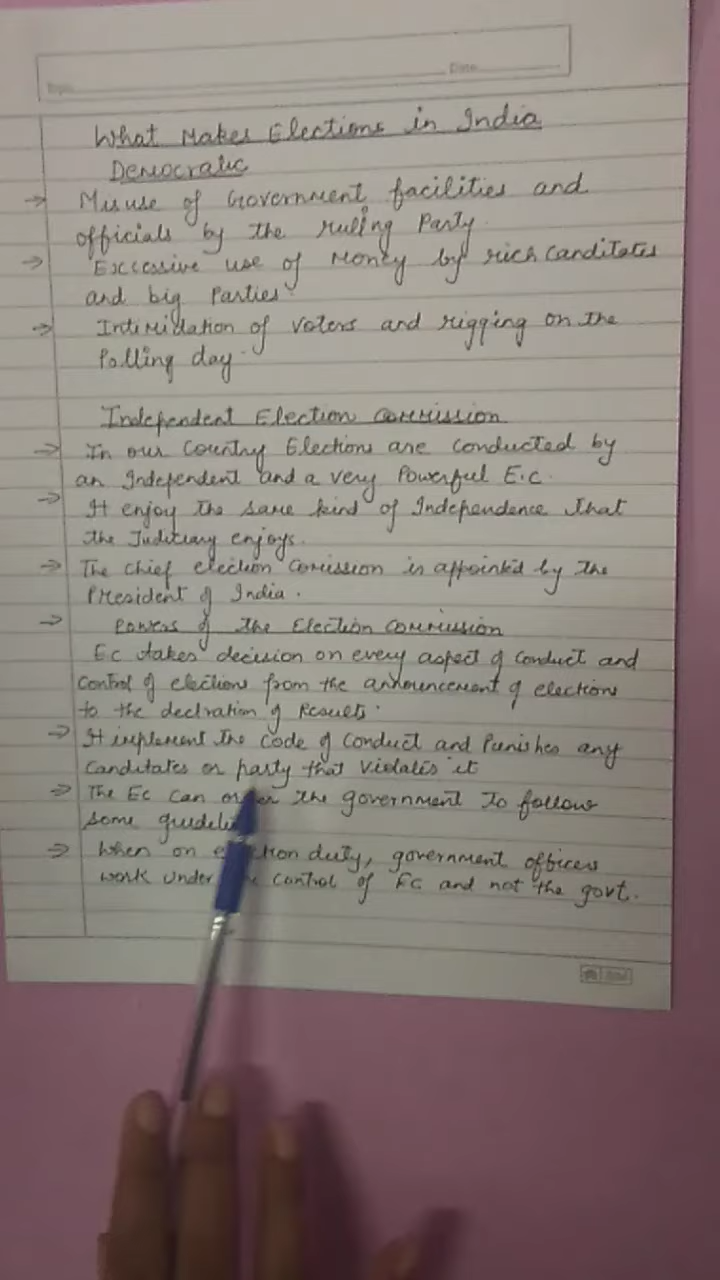 Topic
Date
What Makes Elections in India
Democratic
→ Misuse of Government facilities and
officials by the ruling Party
→ Excessive use of Money by rich Canditates
and big Parties
→ Intimidation of Voters and rigging on the
Polling day.
Independent Election Commission
→ In our Country Elections are conducted by
an Independent and a very Powerful E.C.
→ It enjoy the same kind of Independence that
the Judiciary enjoys.
→ The chief election Comission is appointed by the
President of India.
→ Powers of the Election Commission
EC takes decision on every aspect of conduct and
control of elections from the announcement of elections
to the declration of Results.
→ It implement the code of Conduct and Punishes any
Canditates or party that Violates it
→ The EC can order the government to follow
some
→ When on election duty, government officers
work under control of EC and not the govt.